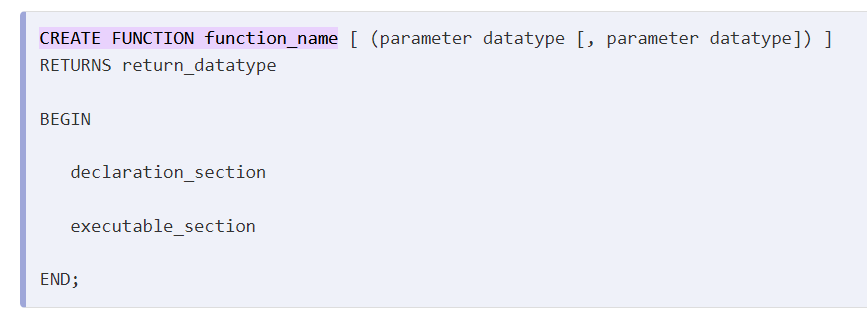 CREATE FUNCTION function_name [ (parameter datatype [, parameter datatype]) ]
RETURNS return_datatype
BEGIN
declaration_section
executable_section
END;